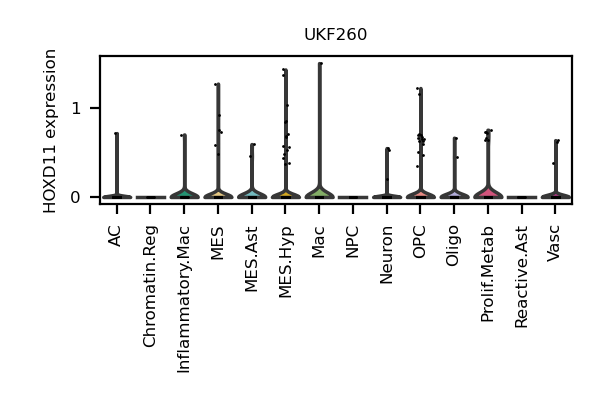 UKF260
HOXD11 expression
1
0
AC
Chromatin.Reg
Inflammatory.Mac
MES
MES.Ast
MES.Hyp
Mac
NPC
Neuron
OPC
Oligo
Prolif.Metab
Reactive.Ast
Vasc